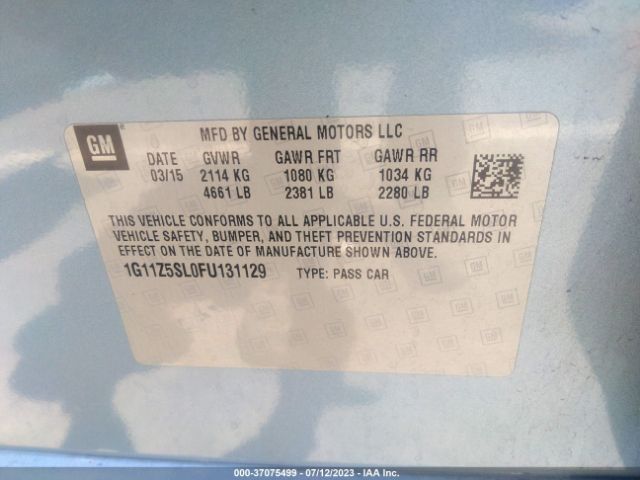 GM
MFD BY GENERAL MOTORS LLC
DATE GVWR GAWR FRT GAWR RR
03/15 2114 KG 1080 KG 1034 KG
4661 LB 2381 LB 2280 LB
THIS VEHICLE CONFORMS TO ALL APPLICABLE U.S. FEDERAL MOTOR
VEHICLE SAFETY, BUMPER, AND THEFT PREVENTION STANDARDS IN
EFFECT ON THE DATE OF MANUFACTURE SHOWN ABOVE.
1G11Z5SL0FU131129 TYPE: PASS CAR
000-37075499 - 07/12/2023 - IAA Inc.